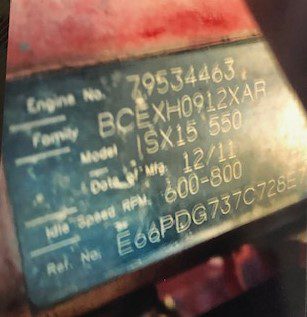 Engine No. 79534463
Family BCEXH0912XAR
Model ISX15 550
Date of Mfg. 12/11
Idle Speed RPM. 600-800
Ref. No.